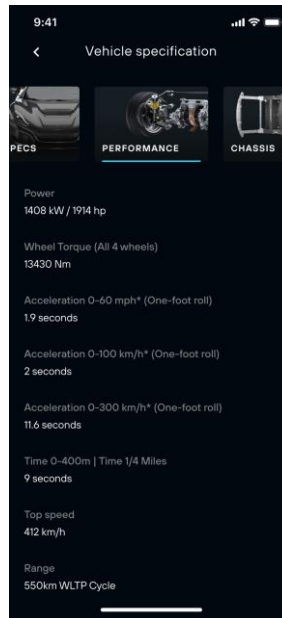 9:41
Vehicle specification
PECS
PERFORMANCE
CHASSIS
Power
1408 kW / 1914 hp
Wheel Torque (All 4 wheels)
13430 Nm
Acceleration 0-60 mph* (One-foot roll)
1.9 seconds
Acceleration 0-100 km/h* (One-foot roll)
2 seconds
Acceleration 0-300 km/h* (One-foot roll)
11.6 seconds
Time 0-400m | Time 1/4 Miles
9 seconds
Top speed
412 km/h
Range
550km WLTP Cycle